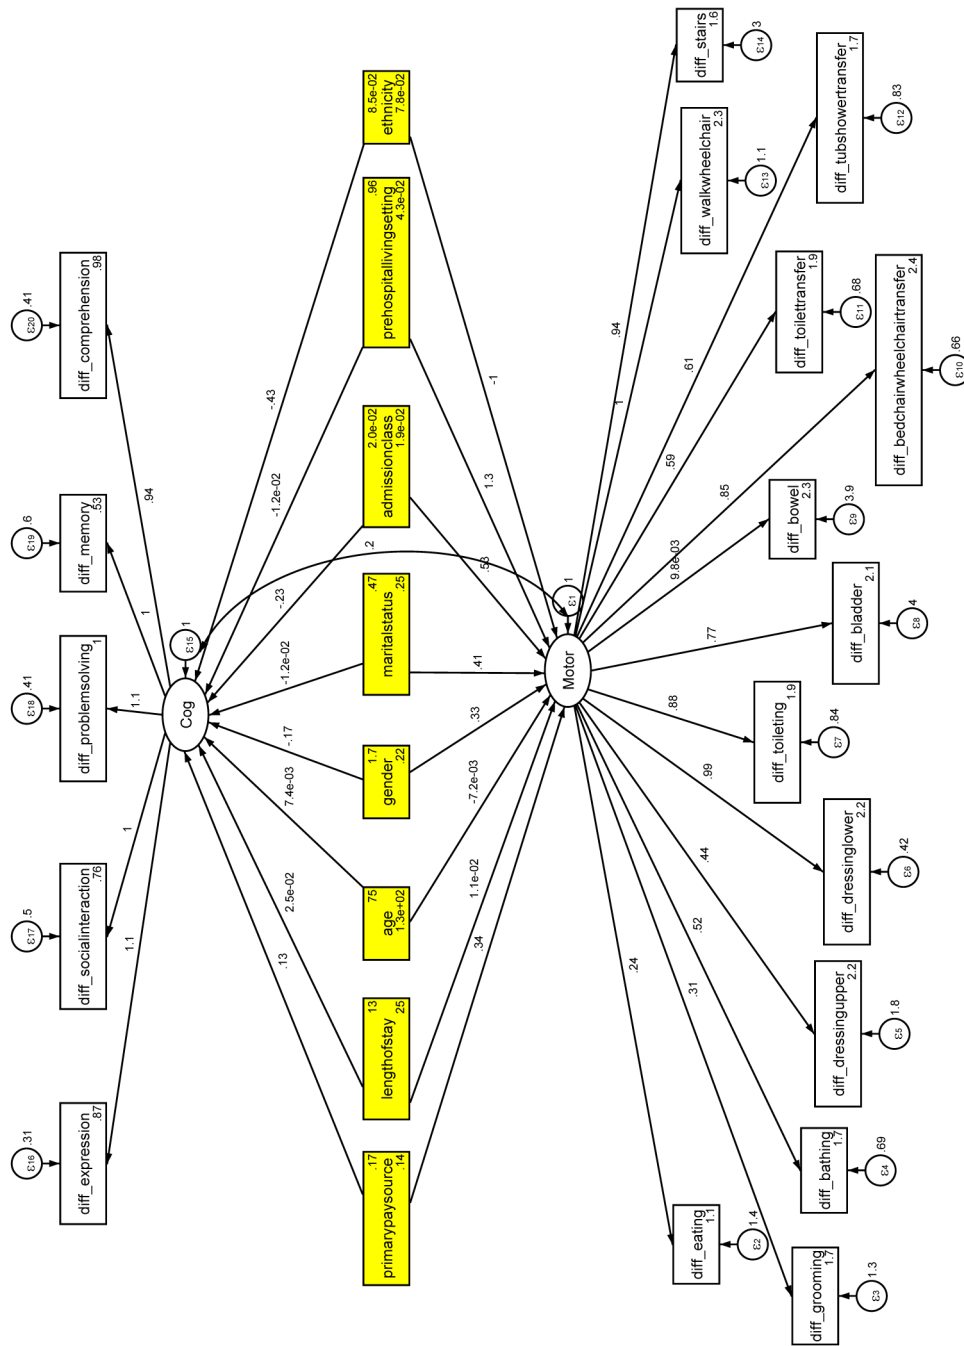 ε16
.31
diff_expression
.87
ε17
.5
diff_socialinteraction
.76
ε18
.41
diff_problemsolving
1
ε19
.6
diff_memory
.53
ε20
.41
diff_comprehension
.98
1.1
1
1.1
1
.94
Cog
ε15
1
.13
2.5e-02
7.4e-03
-.17
-1.2e-02
-.23
-1.2e-02
-.43
.2
primarypaysource
.17
.14
lengthofstay
13
25
age
75
1.3e+02
gender
1.7
.22
maritalstatus
.47
.25
admissionclass
2.0e-02
1.9e-02
prehospitallivingsetting
.96
4.3e-02
ethnicity
8.5e-02
7.8e-02
.34
1.1e-02
-7.2e-03
.33
.41
.53
1.3
-1
Motor
ε1
1
.24
.31
.52
.44
.99
.88
.77
9.8e-03
.85
.59
.61
1
.94
diff_eating
1.1
ε2
1.4
diff_grooming
1.7
ε3
1.3
diff_bathing
1.7
ε4
.69
diff_dressingupper
2.2
ε5
1.8
diff_dressinglower
2.2
ε6
.42
diff_toileting
1.9
ε7
.84
diff_bladder
2.1
ε8
4
diff_bowel
2.3
ε9
3.9
diff_bedchairwheelchairtransfer
2.4
ε10
.66
diff_toilettransfer
1.9
ε11
.68
diff_tubshowertransfer
1.7
ε12
.83
diff_walkwheelchair
2.3
ε13
1.1
diff_stairs
1.6
ε14
3